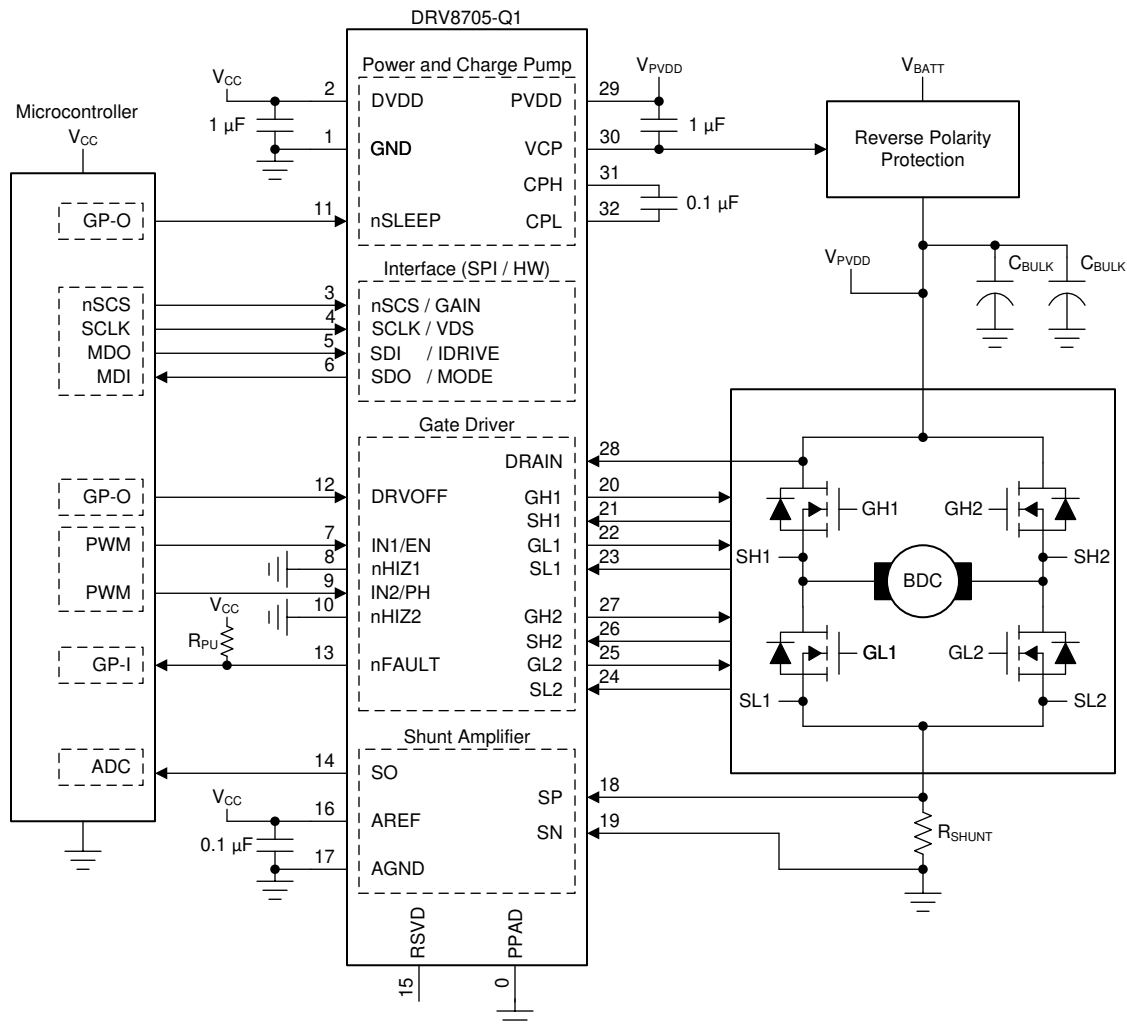 DRV8705-Q1
Microcontroller
VCC
GP-O
nSCS
SCLK
MDO
MDI
GP-O
PWM
PWM
GP-I
ADC
VCC
1 µF
2
1
11
3
4
5
6
12
7
8
9
10
13
VCC
RPU
14
VCC
16
0.1 µF
17
Power and Charge Pump
DVDD PVDD
GND VCP
CPH
nSLEEP CPL
Interface (SPI / HW)
nSCS / GAIN
SCLK / VDS
SDI / IDRIVE
SDO / MODE
Gate Driver
DRAIN
DRVOFF GH1
SH1
IN1/EN GL1
nHIZ1 SL1
IN2/PH
nHIZ2 GH2
SH2
nFAULT GL2
SL2
Shunt Amplifier
SO
SP
AREF
SN
AGND
RSVD
PPAD
15
0
VPVDD
29
1 µF
30
31
0.1 µF
32
28
20
21
22
23
27
26
25
24
18
19
VBATT
Reverse Polarity
Protection
VPVDD
CBULK CBULK
GH1 GH2
SH1 SH2
BDC
GL1 GL2
SL1 SL2
RSHUNT